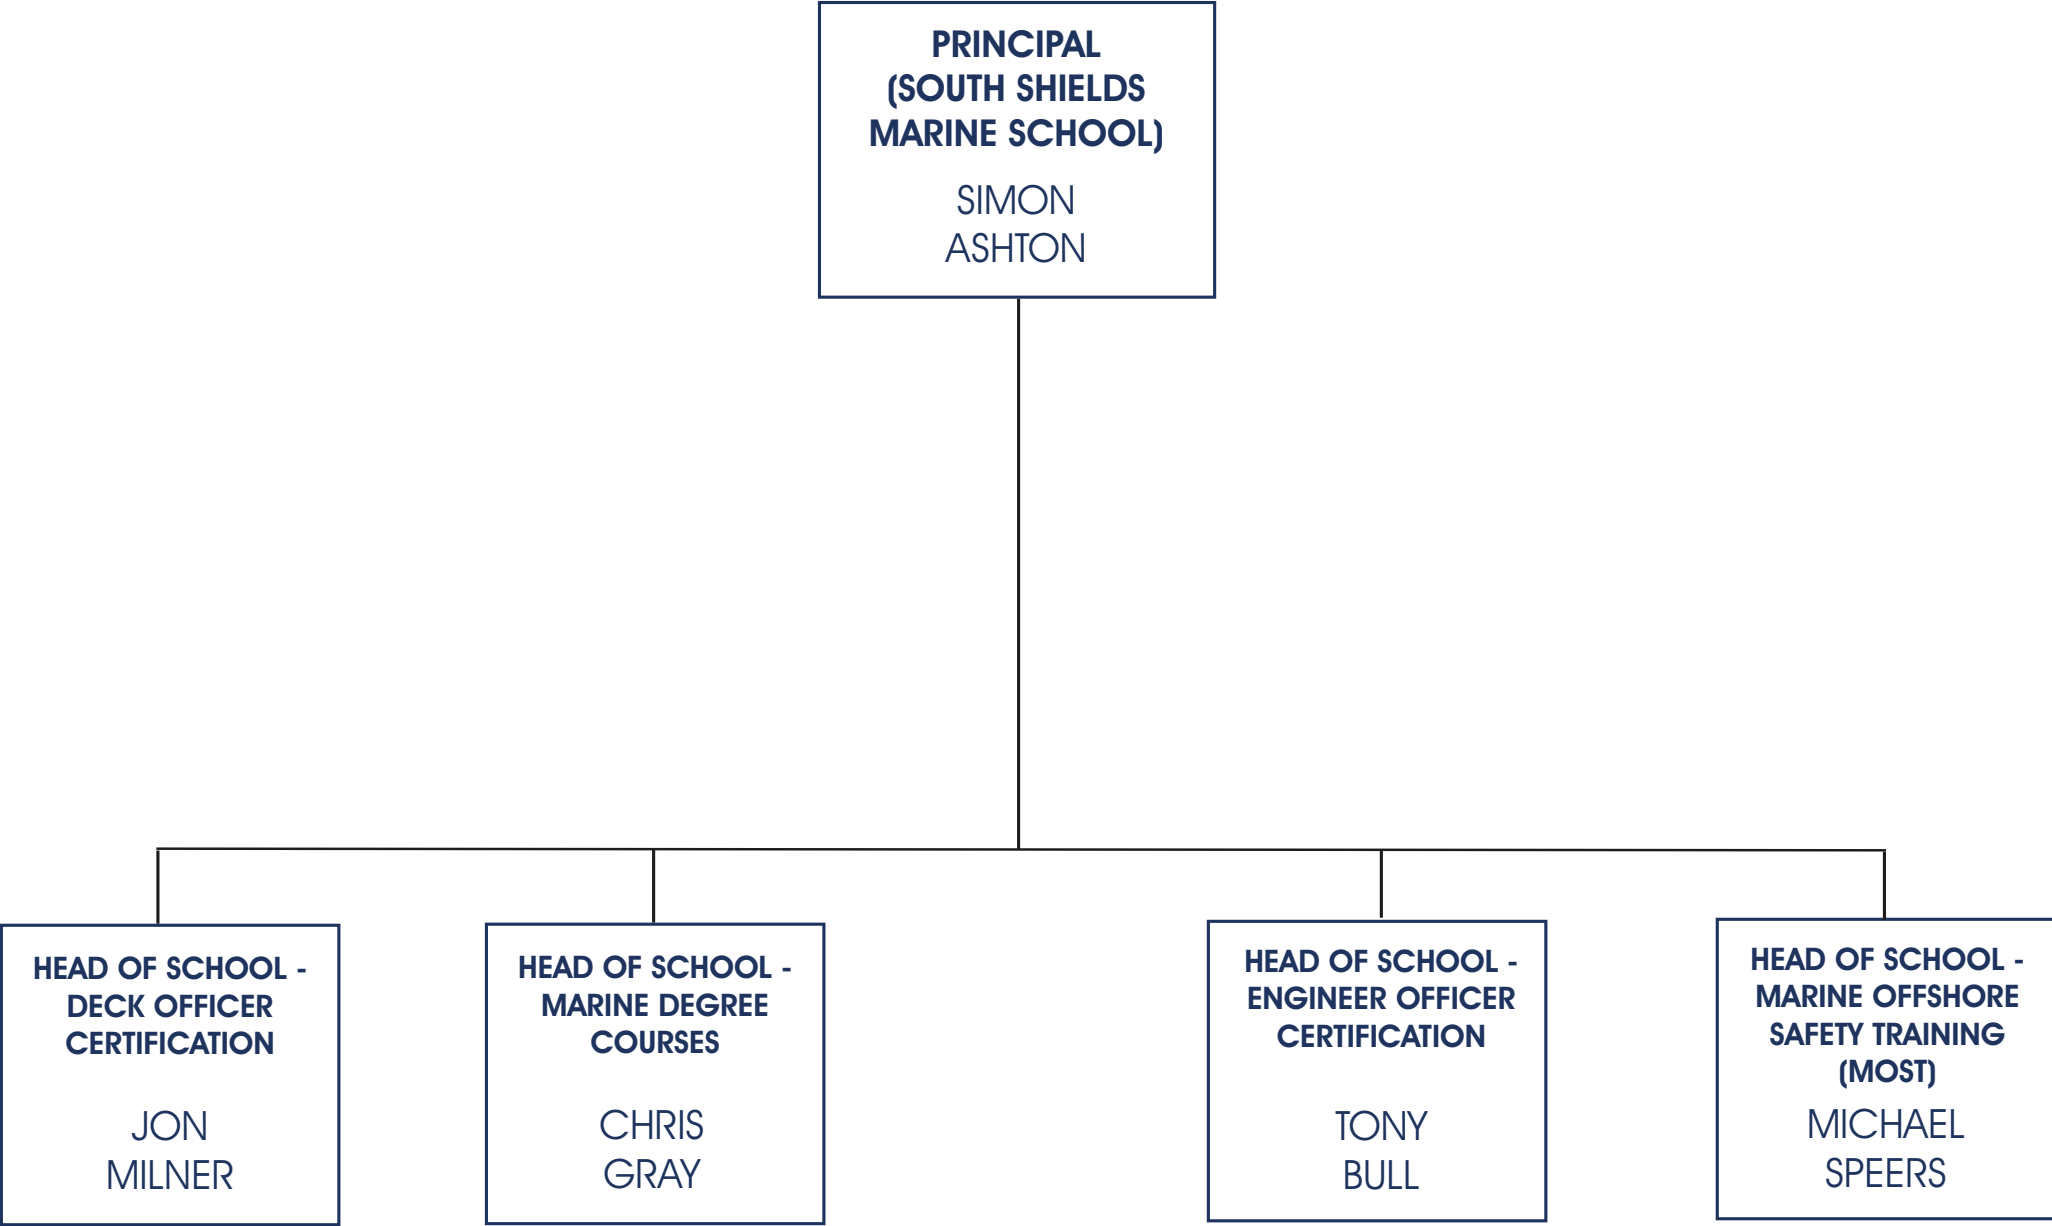 PRINCIPAL
(SOUTH SHIELDS
MARINE SCHOOL)
SIMON
ASHTON
HEAD OF SCHOOL -
DECK OFFICER
CERTIFICATION
JON
MILNER
HEAD OF SCHOOL -
MARINE DEGREE
COURSES
CHRIS
GRAY
HEAD OF SCHOOL -
ENGINEER OFFICER
CERTIFICATION
TONY
BULL
HEAD OF SCHOOL -
MARINE OFFSHORE
SAFETY TRAINING
(MOST)
MICHAEL
SPEERS